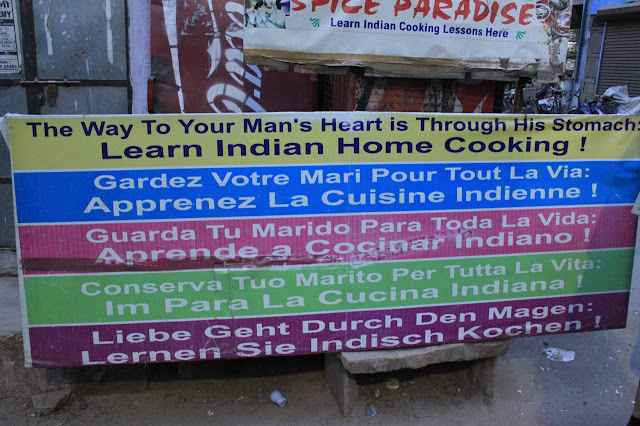 SPICE PARADISE
Learn Indian Cooking Lessons Here
The Way To Your Man's Heart is Through His Stomach:
Learn Indian Home Cooking !
Gardez Votre Mari Pour Tout La Via:
Apprenez La Cuisine Indienne !
Guarda Tu Marido Para Toda La Vida:
Aprende a Cocinar Indiano !
Conserva Tuo Marito Per Tutta La Vita:
Im Para La Cucina Indiana !
Liebe Geht Durch Den Magen:
Lernen Sie Indisch Kochen !